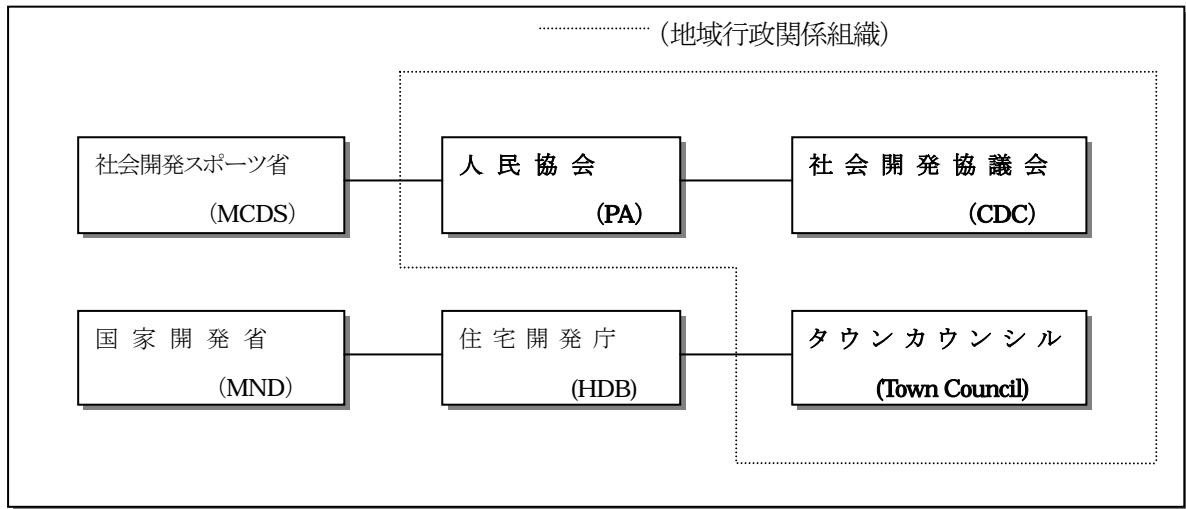 （地域行政関係組織）
社会開発スポーツ省
（MCDS）
人民協会
（PA）
社会開発協議会
（CDC）
国家開発省
（MND）
住宅開発庁
(HDB)
タウンカウンシル
(Town Council)